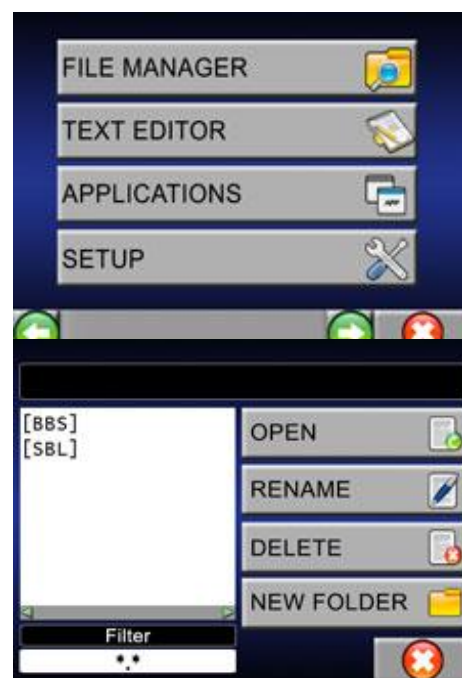 FILE MANAGER
TEXT EDITOR
APPLICATIONS
SETUP
[BBS]
[SBL]
OPEN
RENAME
DELETE
NEW FOLDER
Filter
*.*